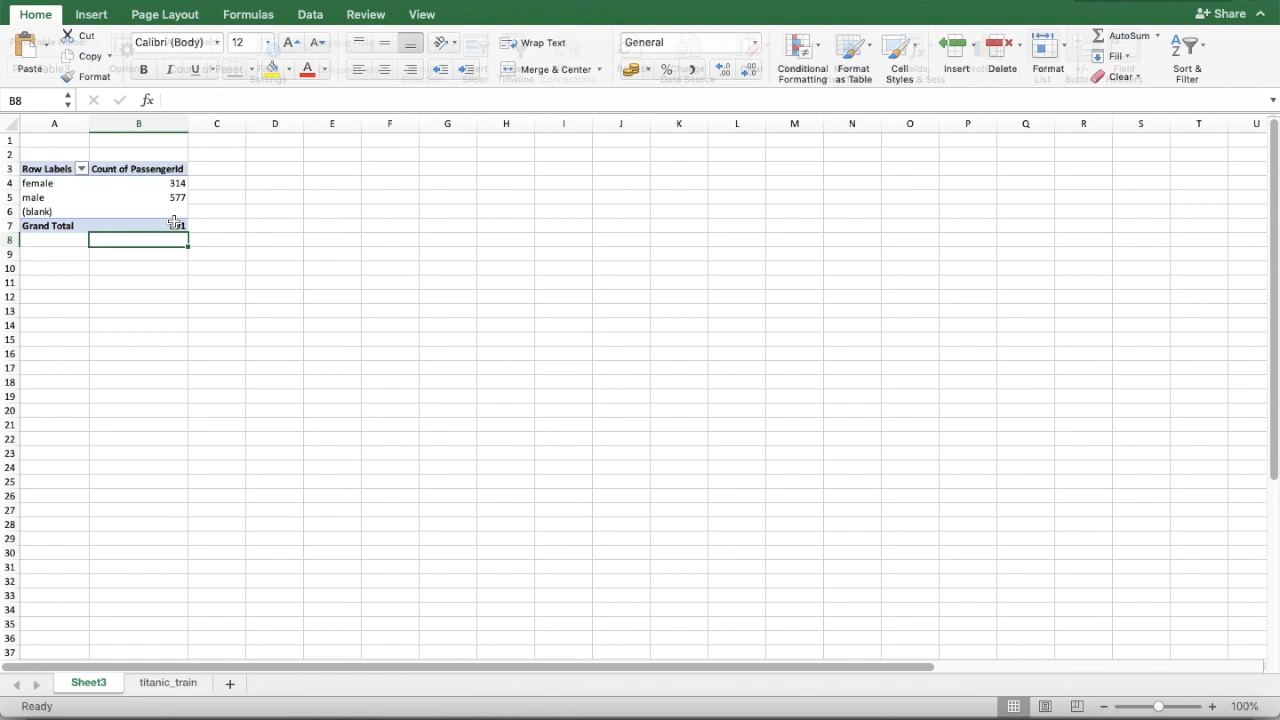 Home Insert Page Layout Formulas Data Review View Share
Cut Calibri (Body) 12 Wrap Text General AutoSum
Copy Fill
Paste Format B I U Merge & Center % Conditional Formatting Format as Table Cell Styles Insert Delete Format Clear Sort & Filter
B8 fx
A B C D E F G H I J K L M N O P Q R S T U
1
2
3 Row Labels Count of PassengerId
4 female 314
5 male 577
6 (blank)
7 Grand Total
8
9
10
11
12
13
14
15
16
17
18
19
20
21
22
23
24
25
26
27
28
29
30
31
32
33
34
35
36
37
Sheet3 titanic_train
Ready 100%